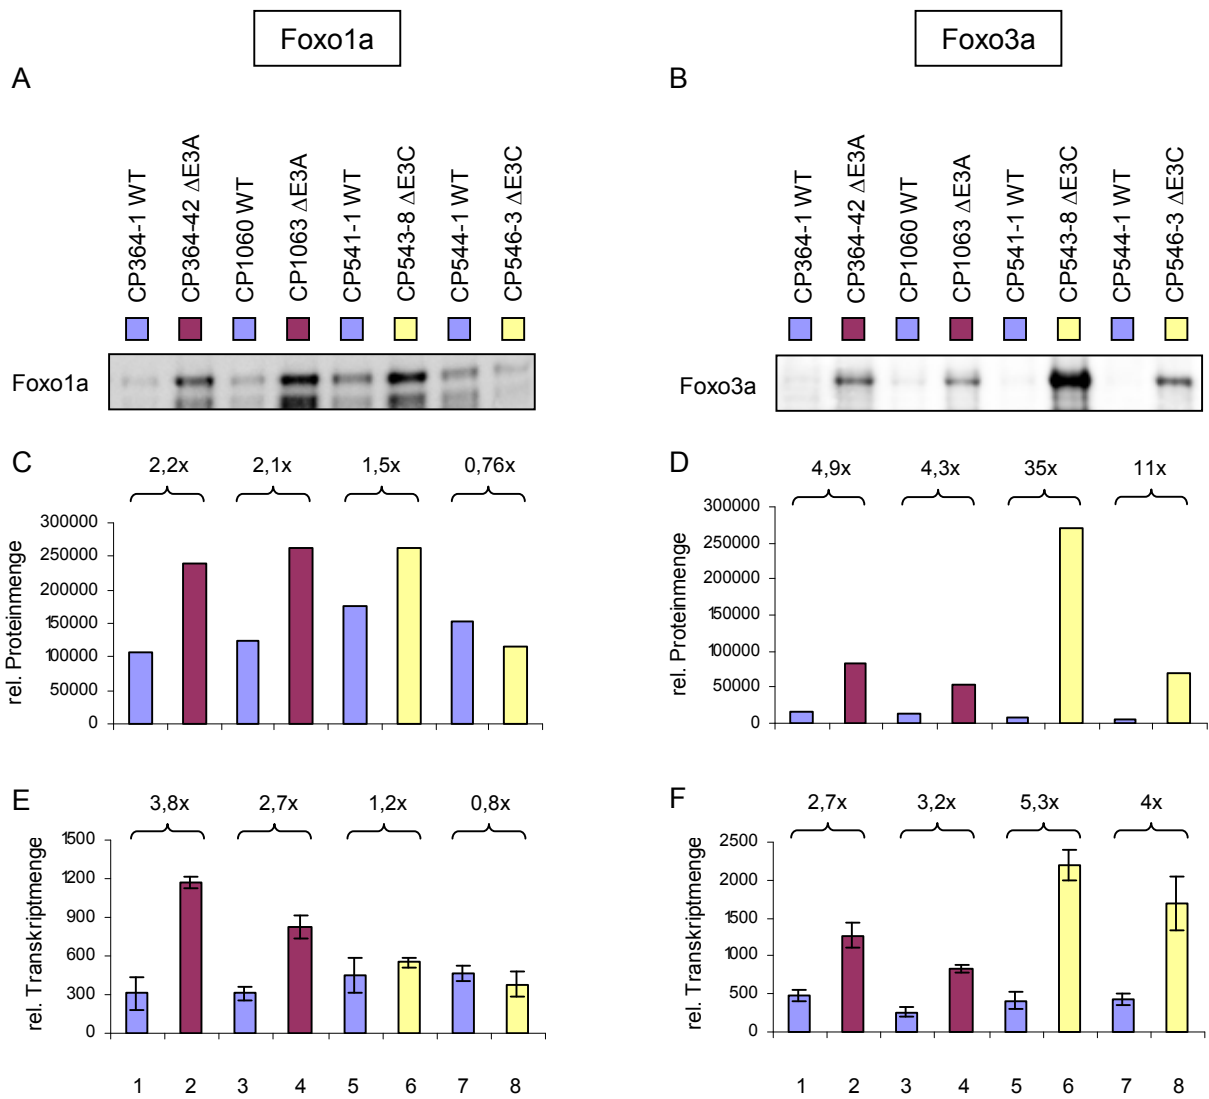 Foxo1a
Foxo3a
A
B
CP364-1 WT
CP364-42 ΔE3A
CP1060 WT
CP1063 ΔE3A
CP541-1 WT
CP543-8 ΔE3C
CP544-1 WT
CP546-3 ΔE3C
CP364-1 WT
CP364-42 ΔE3A
CP1060 WT
CP1063 ΔE3A
CP541-1 WT
CP543-8 ΔE3C
CP544-1 WT
CP546-3 ΔE3C
Foxo1a
Foxo3a
C
2,2x 2,1x 1,5x 0,76x
rel. Proteinmenge
300000
250000
200000
150000
100000
50000
0
D
4,9x 4,3x 35x 11x
rel. Proteinmenge
300000
250000
200000
150000
100000
50000
0
E
3,8x 2,7x 1,2x 0,8x
rel. Transkriptmenge
1500
1200
900
600
300
0
1 2 3 4 5 6 7 8
F
2,7x 3,2x 5,3x 4x
rel. Transkriptmenge
2500
2000
1500
1000
500
0
1 2 3 4 5 6 7 8